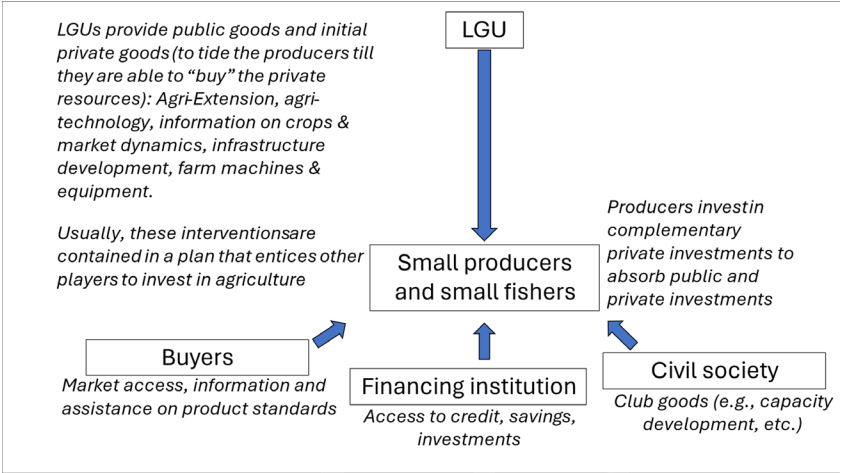 LGUs provide public goods and initial
private goods (to tide the producers till
they are able to “buy” the private
resources): Agri-Extension, agri-
technology, information on crops &
market dynamics, infrastructure
development, farm machines &
equipment.
Usually, these interventionsare
contained in a plan that entices other
players to invest in agriculture
LGU
Small producers
and small fishers
Producers investin
complementary
private investments to
absorb public and
private investments
Buyers
Market access, information and
assistance on product standards
Financing institution
Access to credit, savings,
investments
Civil society
Club goods (e.g., capacity
development, etc.)